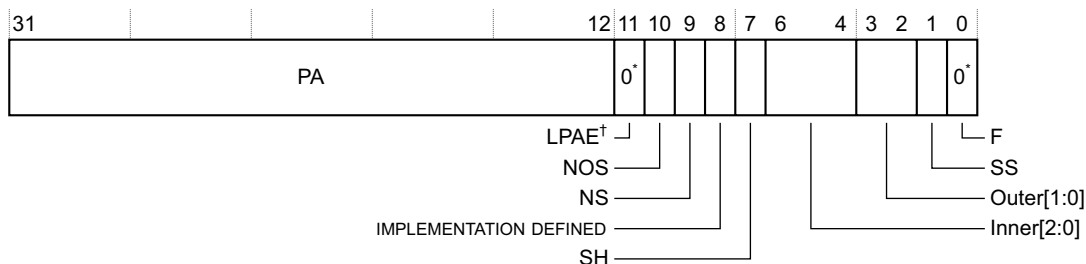 31 12 11 10 9 8 7 6 4 3 2 1 0
PA 0* 0*
LPAE† F
NOS SS
NS Outer[1:0]
IMPLEMENTATION DEFINED Inner[2:0]
SH